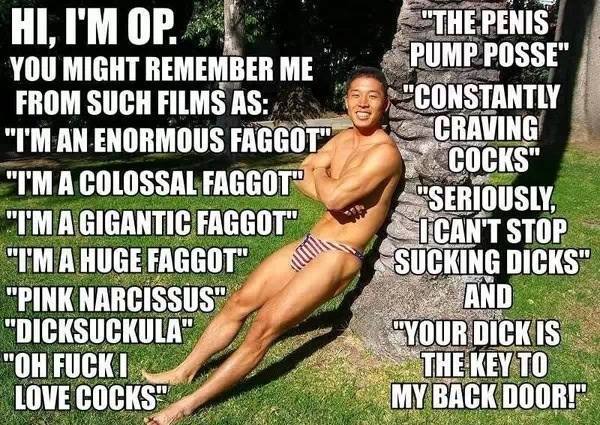 HI, I'M OP.
YOU MIGHT REMEMBER ME
FROM SUCH FILMS AS:
"I'M AN ENORMOUS FAGGOT"
"I'M A COLOSSAL FAGGOT"
"I'M A GIGANTIC FAGGOT"
"I'M A HUGE FAGGOT"
"PINK NARCISSUS"
"DICKSUCKULA"
"OH FUCK I
LOVE COCKS"
"THE PENIS
PUMP POSSE"
"CONSTANTLY
CRAVING
COCKS"
"SERIOUSLY,
I CAN'T STOP
SUCKING DICKS"
AND
"YOUR DICK IS
THE KEY TO
MY BACK DOOR!"